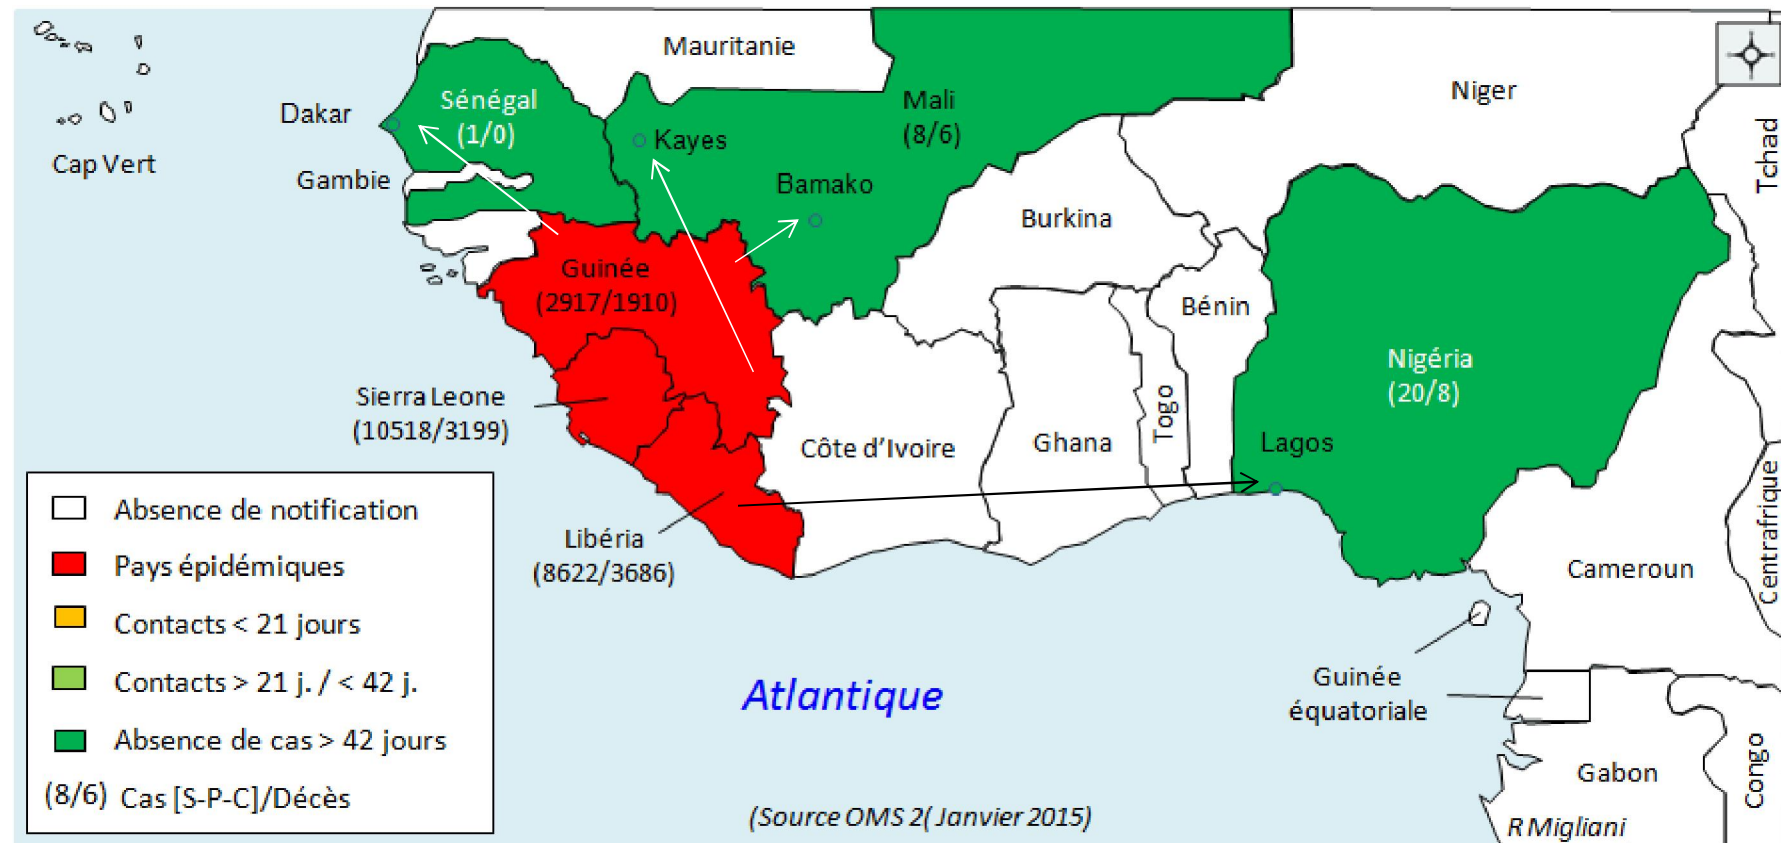 Mauritanie
Niger
Tchad
Sénégal
(1/0)
Mali
(8/6)
Dakar
Kayes
Cap Vert
Gambie
Bamako
Burkina
Guinée
(2917/1910)
Bénin
Nigéria
(20/8)
Sierra Leone
(10518/3199)
Togo
Côte d'Ivoire
Ghana
Lagos
Centrafrique
Absence de notification
Pays épidémiques
Contacts < 21 jours
Contacts > 21 j. / < 42 j.
Absence de cas > 42 jours
(8/6) Cas [S-P-C]/Décès
Libéria
(8622/3686)
Cameroun
Atlantique
Guinée
équatoriale
Gabon
Congo
(Source OMS 2( Janvier 2015)
R Migliani